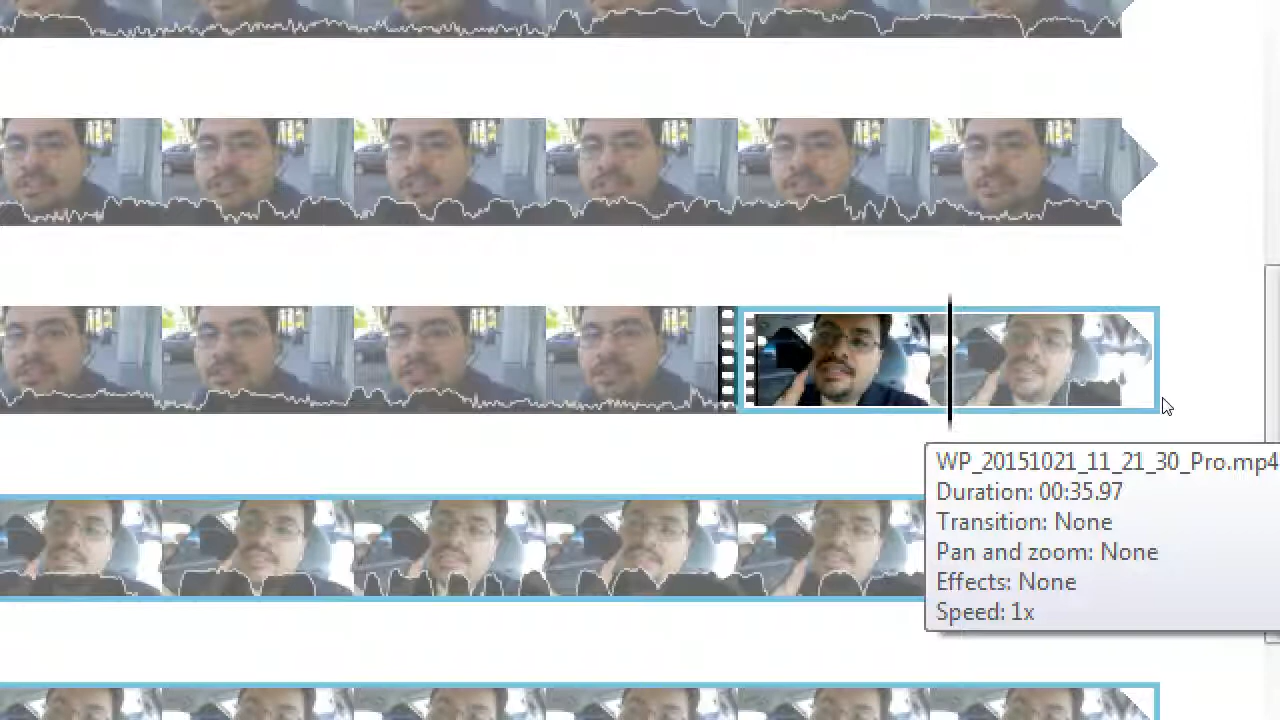 WP_20151021_11_21_30_Pro.mp4
Duration: 00:35.97
Transition: None
Pan and zoom: None
Effects: None
Speed: 1x